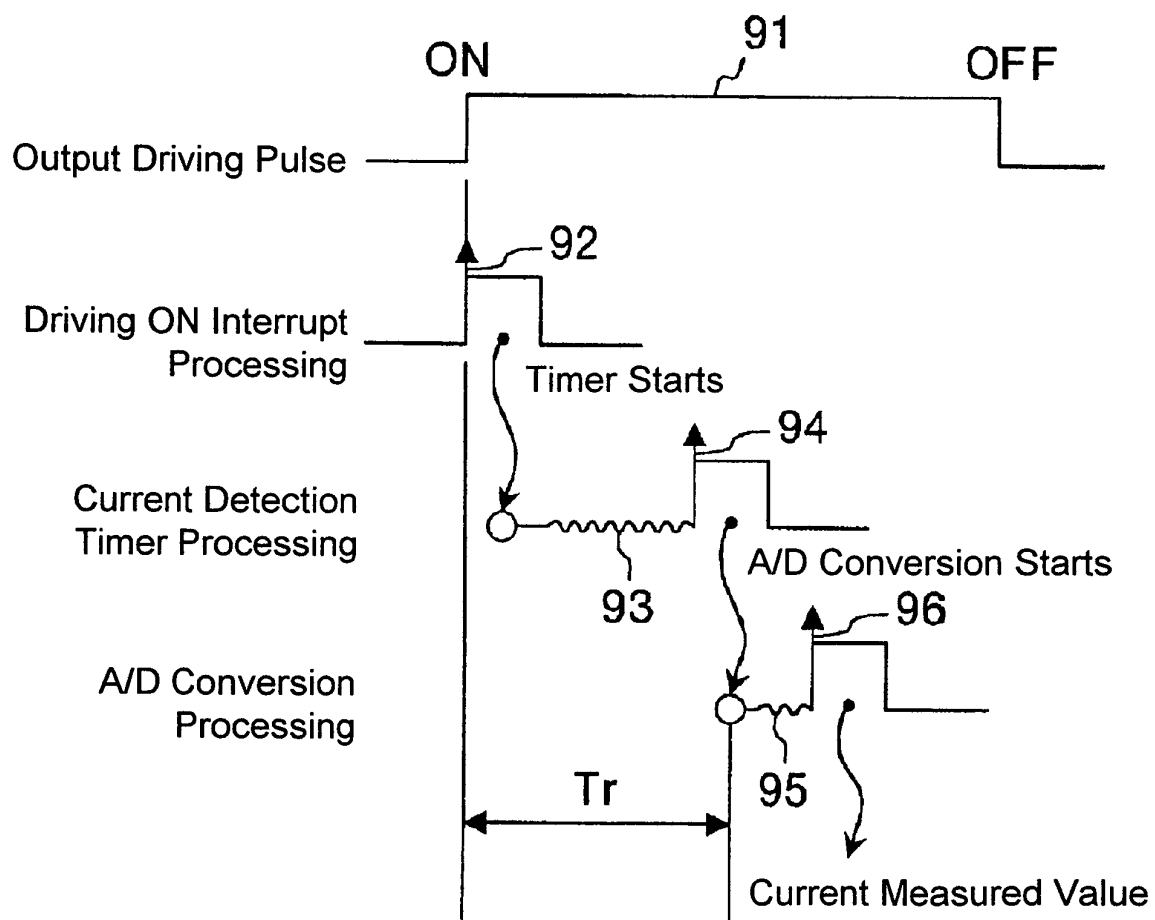 91
ON
OFF
Output Driving Pulse
92
Driving ON Interrupt
Processing
Timer Starts
94
Current Detection
Timer Processing
A/D Conversion Starts
93
96
A/D Conversion
Processing
95
Tr
Current Measured Value